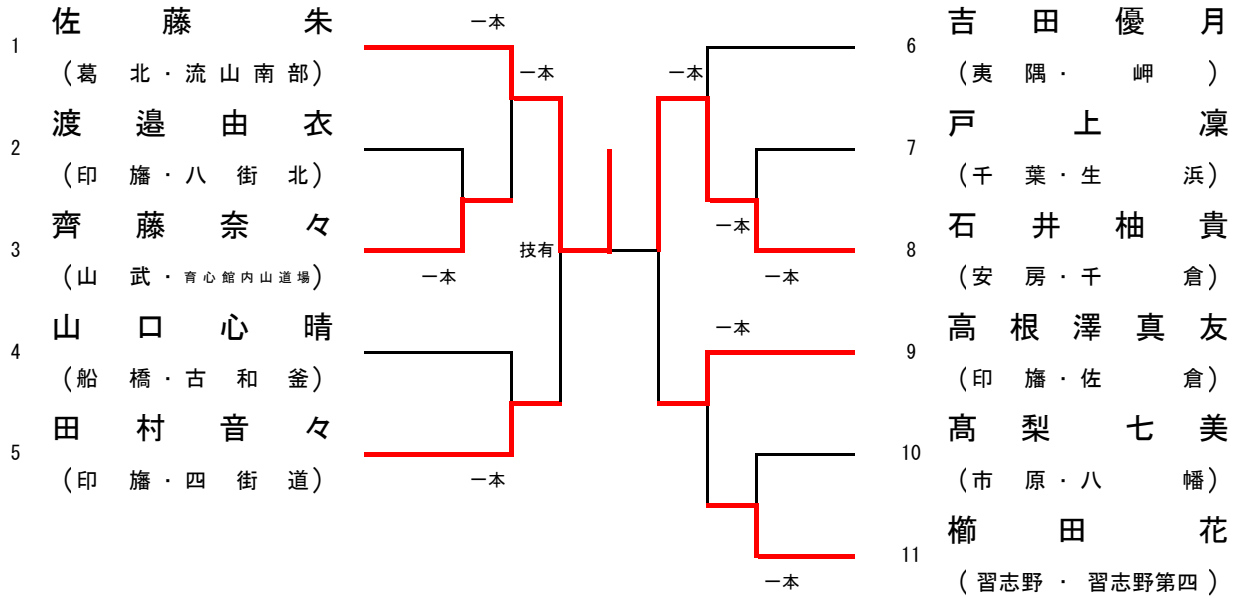 佐藤朱
1
(葛北・流山南部)
渡邉由衣
2
(印旛・八街北)
齊藤奈々
3
(山武・育心館内山道場)
山口心晴
4
(船橋・古和釜)
田村音々
5
(印旛・四街道)
一本
一本
一本
技有
一本
一本
一本
一本
一本
一本
吉田優月
6
(夷隅・岬)
戸上凜
7
(千葉・生浜)
石井柚貴
8
(安房・千倉)
高根澤真友
9
(印旛・佐倉)
髙梨七美
10
(市原・八幡)
櫛田花
11
(習志野・習志野第四)